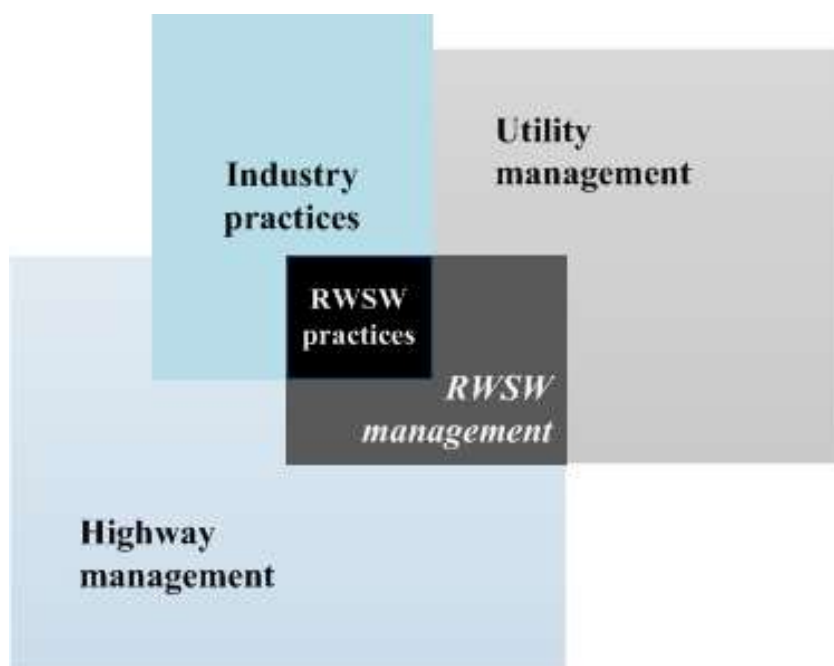 Utility
management
Industry
practices
RWSW
practices
RWSW
management
Highway
management